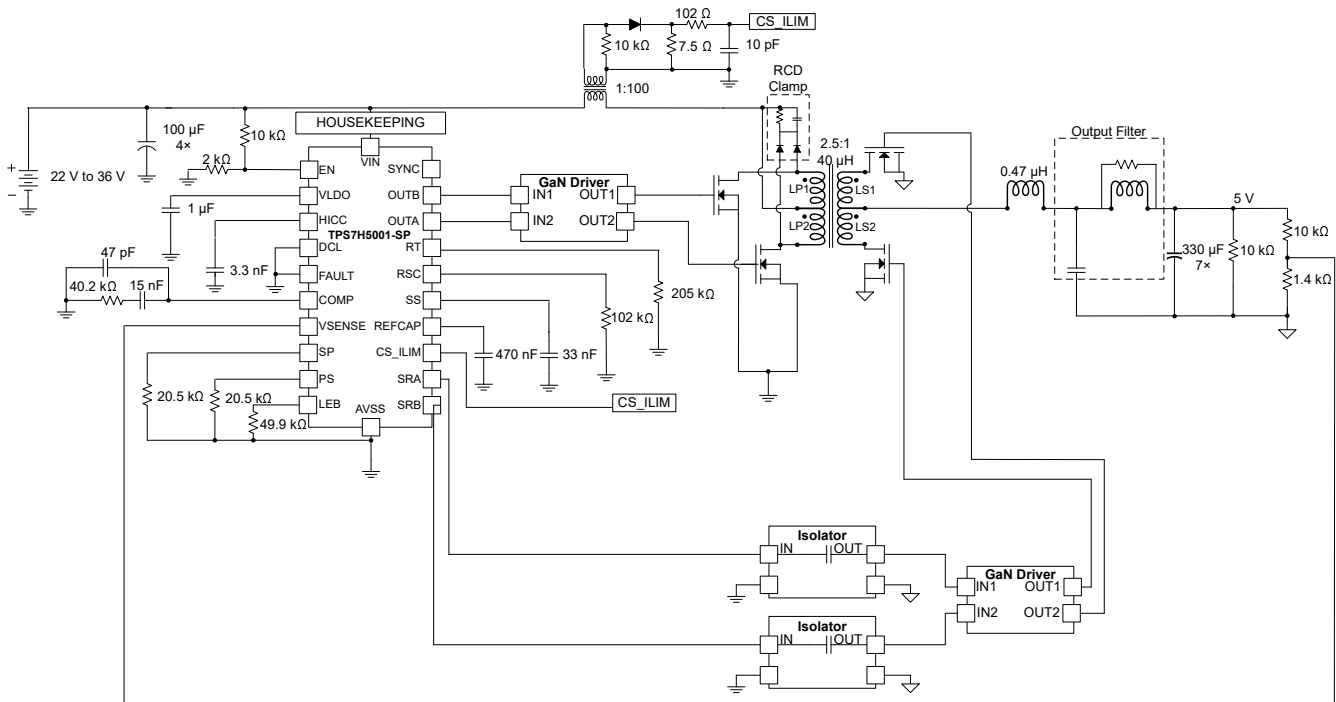 102 Ω
CS_ILIM
10 kΩ
7.5 Ω
10 pF
1:100
RCD
Clamp
HOUSEKEEPING
100 µF
4×
10 kΩ
2 kΩ
22 V to 36 V
+
–
VIN
EN
SYNC
VLDO
OUTB
HICC
OUTA
TPS7H5001-SP
DCL
RT
FAULT
RSC
COMP
SS
VSENSE
REFCAP
SP
CS_ILIM
PS
SRA
LEB
AVSS
SRB
1 µF
3.3 nF
47 pF
40.2 kΩ
15 nF
20.5 kΩ
20.5 kΩ
49.9 kΩ
GaN Driver
IN1
OUT1
IN2
OUT2
205 kΩ
102 kΩ
470 nF
33 nF
CS_ILIM
2.5:1
40 µH
LP1
LS1
LP2
LS2
0.47 µH
Output Filter
5 V
330 µF
7×
10 kΩ
10 kΩ
1.4 kΩ
Isolator
IN
OUT
GaN Driver
IN1
OUT1
IN2
OUT2
Isolator
IN
OUT